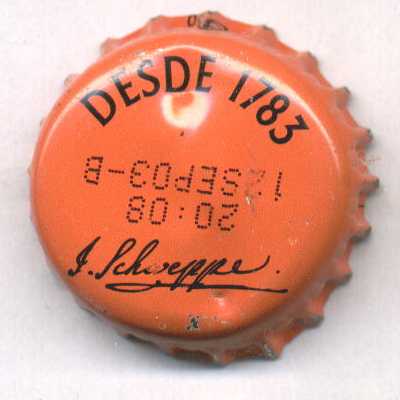 DESDE 1783
12SEP03-B
20:08
J. Schweppe.